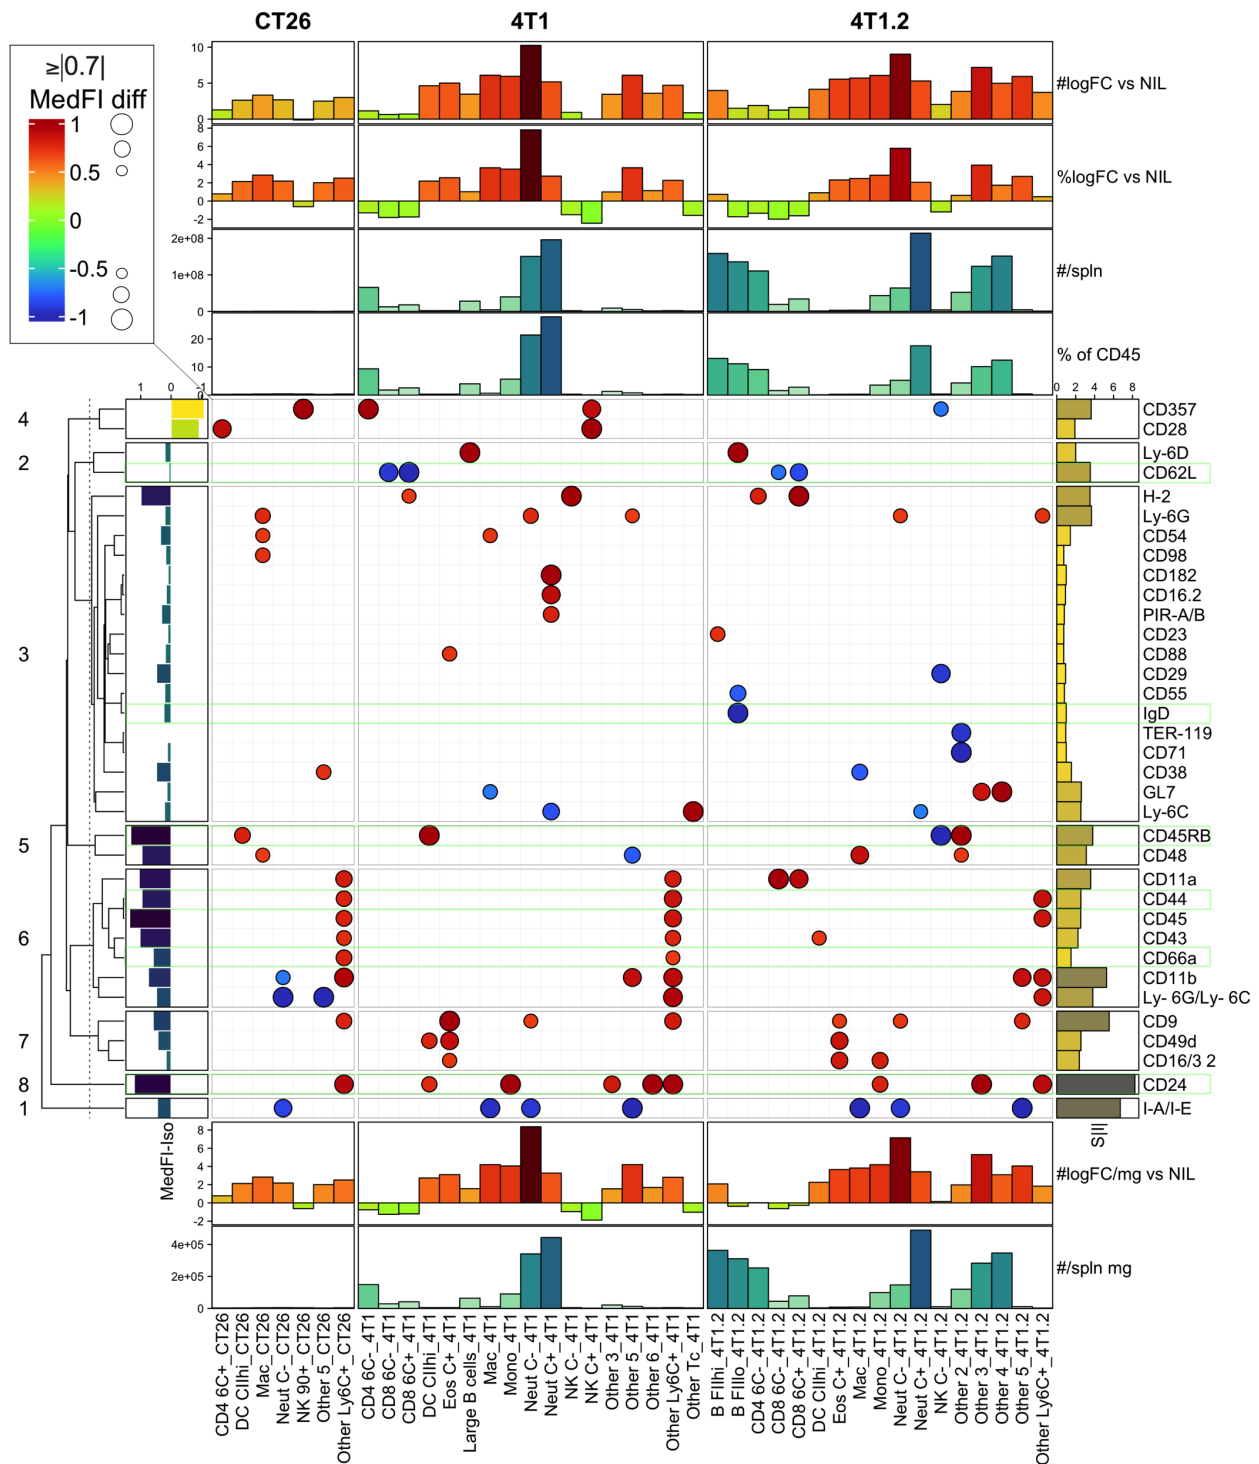 CT26
4T1
4T1.2
≥|0.7|
MedFI diff
1
0.5
0
-0.5
-1
10
5
0
#logFC vs NIL
8
6
4
2
0
-2
%logFC vs NIL
2e+08
1e+08
0
#/spln
20
10
0
% of CD45
1 0 -1
0 2 4 6 8
4
CD357
CD28
2
Ly-6D
CD62L
H-2
Ly-6G
CD54
CD98
CD182
CD16.2
PIR-A/B
CD23
3
CD88
CD29
CD55
IgD
TER-119
CD71
CD38
GL7
Ly-6C
5
CD45RB
CD48
CD11a
CD44
CD45
6
CD43
CD66a
CD11b
Ly- 6G/Ly- 6C
CD9
7
CD49d
CD16/3 2
8
CD24
1
I-A/I-E
MedFI-Iso
S||I
8
6
4
2
0
-2
#logFC/mg vs NIL
4e+05
2e+05
0
#/spln mg
CD4 6C+_CT26
DC CIIhi_CT26
Mac_CT26
Neut C-_CT26
NK 90+_CT26
Other 5_CT26
Other Ly6C+_CT26
CD4 6C-_4T1
CD8 6C-_4T1
CD8 6C+_4T1
DC CIIhi_4T1
Eos C+_4T1
Large B cells_4T1
Mac_4T1
Mono_4T1
Neut C-_4T1
Neut C+_4T1
NK C-_4T1
NK C+_4T1
Other 3_4T1
Other 5_4T1
Other 6_4T1
Other Ly6C+_4T1
Other Tc_4T1
B FIIhi_4T1.2
B FIIlo_4T1.2
CD4 6C-_4T1.2
CD8 6C-_4T1.2
CD8 6C+_4T1.2
DC CIIhi_4T1.2
Eos C+_4T1.2
Mac_4T1.2
Mono_4T1.2
Neut C-_4T1.2
Neut C+_4T1.2
NK C-_4T1.2
Other 2_4T1.2
Other 3_4T1.2
Other 4_4T1.2
Other 5_4T1.2
Other Ly6C+_4T1.2